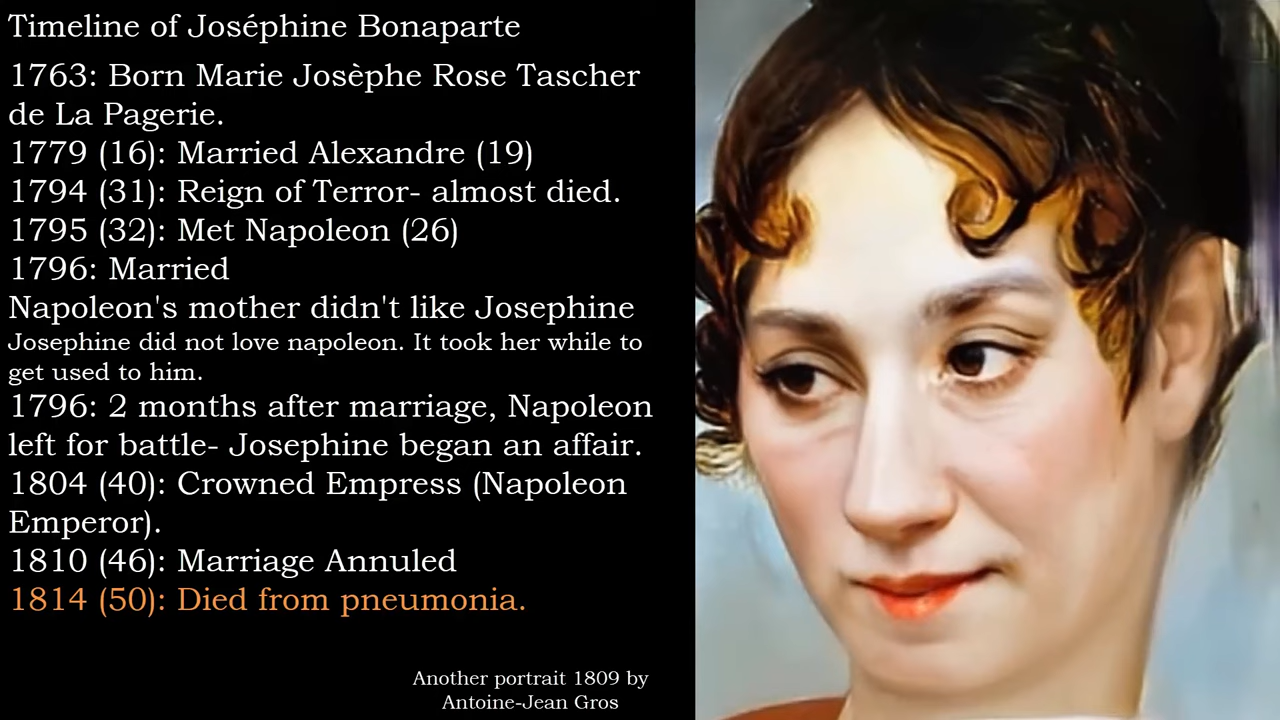 Timeline of Joséphine Bonaparte
1763: Born Marie Josèphe Rose Tascher
de La Pagerie.
1779 (16): Married Alexandre (19)
1794 (31): Reign of Terror- almost died.
1795 (32): Met Napoleon (26)
1796: Married
Napoleon's mother didn't like Josephine
Josephine did not love napoleon. It took her while to
get used to him.
1796: 2 months after marriage, Napoleon
left for battle- Josephine began an affair.
1804 (40): Crowned Empress (Napoleon
Emperor).
1810 (46): Marriage Annuled
1814 (50): Died from pneumonia.
Another portrait 1809 by
Antoine-Jean Gros